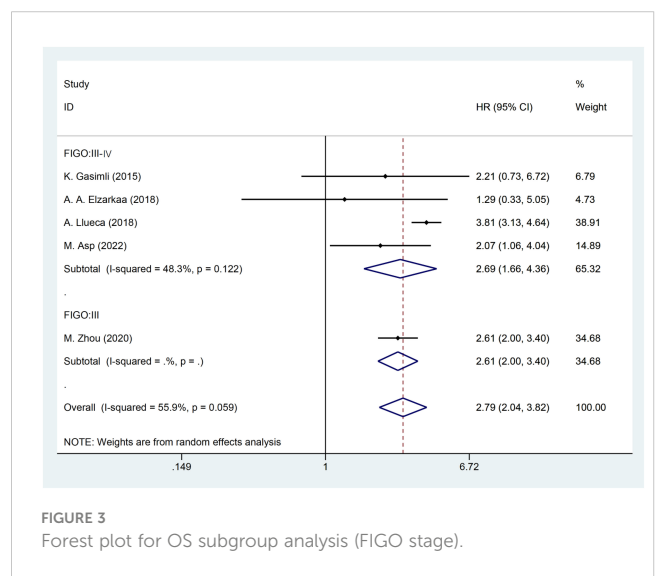 Study %
ID HR (95% CI) Weight
FIGO:III-IV
K. Gasimli (2015) 2.21 (0.73, 6.72) 6.79
A. A. Elzarkaa (2018) 1.29 (0.33, 5.05) 4.73
A. Llueca (2018) 3.81 (3.13, 4.64) 38.91
M. Asp (2022) 2.07 (1.06, 4.04) 14.89
Subtotal (I-squared = 48.3%, p = 0.122) 2.69 (1.66, 4.36) 65.32
.
FIGO:III
M. Zhou (2020) 2.61 (2.00, 3.40) 34.68
Subtotal (I-squared = .%, p = .) 2.61 (2.00, 3.40) 34.68
.
Overall (I-squared = 55.9%, p = 0.059) 2.79 (2.04, 3.82) 100.00
NOTE: Weights are from random effects analysis
.149 1 6.72
FIGURE 3
Forest plot for OS subgroup analysis (FIGO stage).